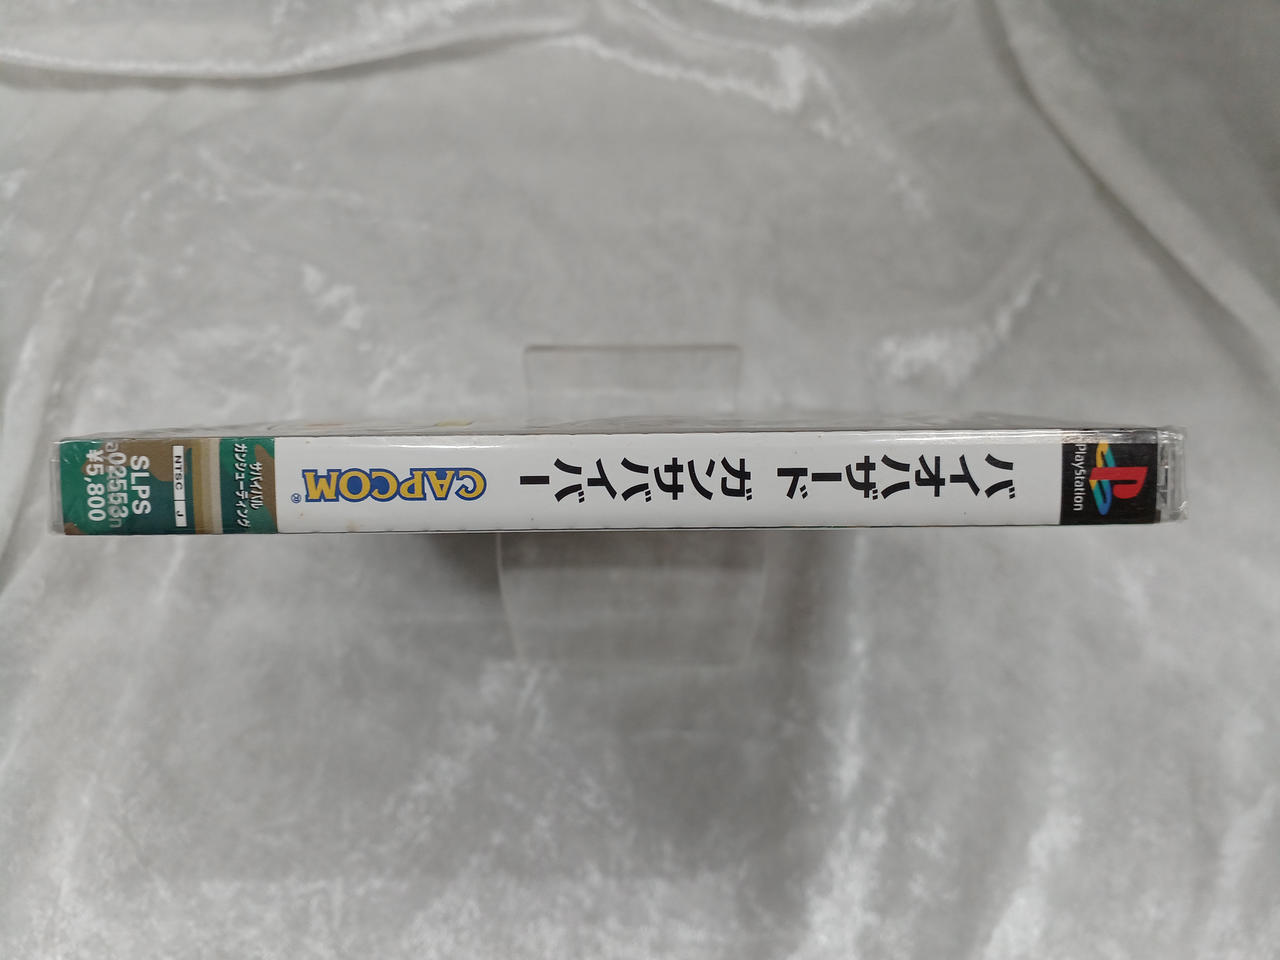 PlayStation
バイオハザード ガンサバイバー
CAPCOM®
サバイバル
ガンシューティング
NTSC J
SLPS
02553
¥5,800